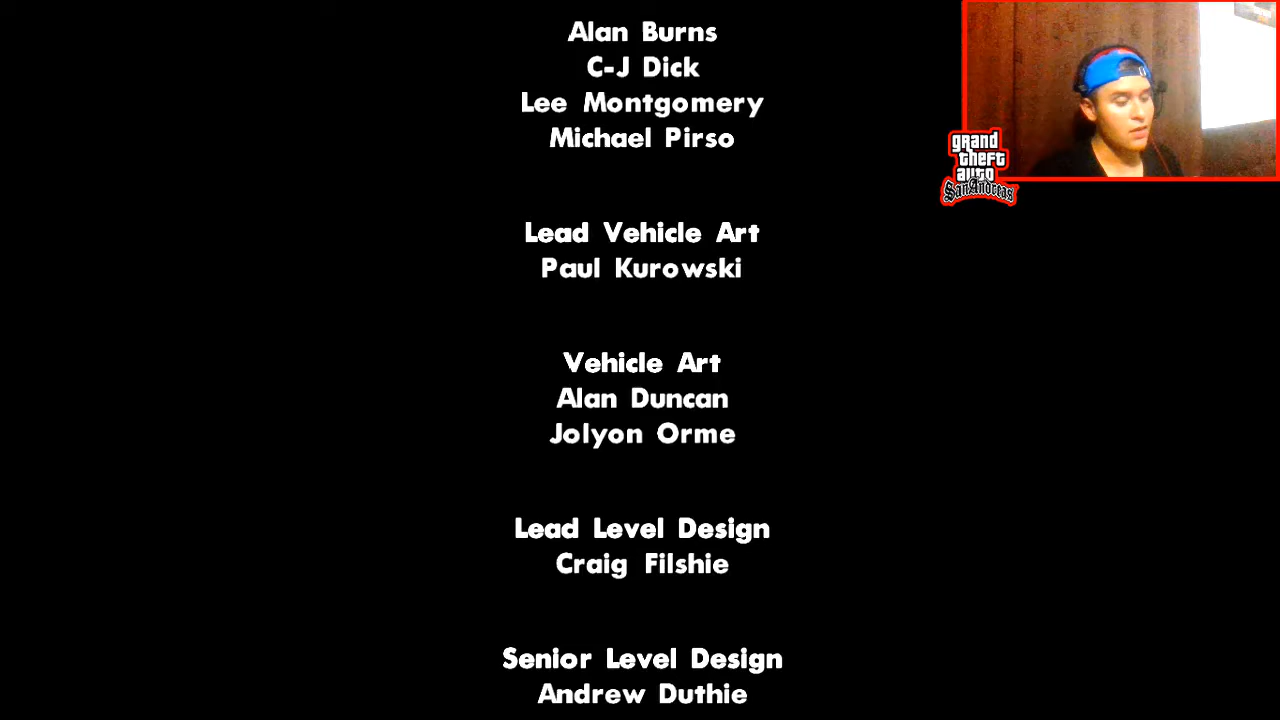 Alan Burns
C-J Dick
Lee Montgomery
Michael Pirso
Lead Vehicle Art
Paul Kurowski
Vehicle Art
Alan Duncan
Jolyon Orme
Lead Level Design
Craig Filshie
Senior Level Design
Andrew Duthie
grand
theft
auto
San Andreas